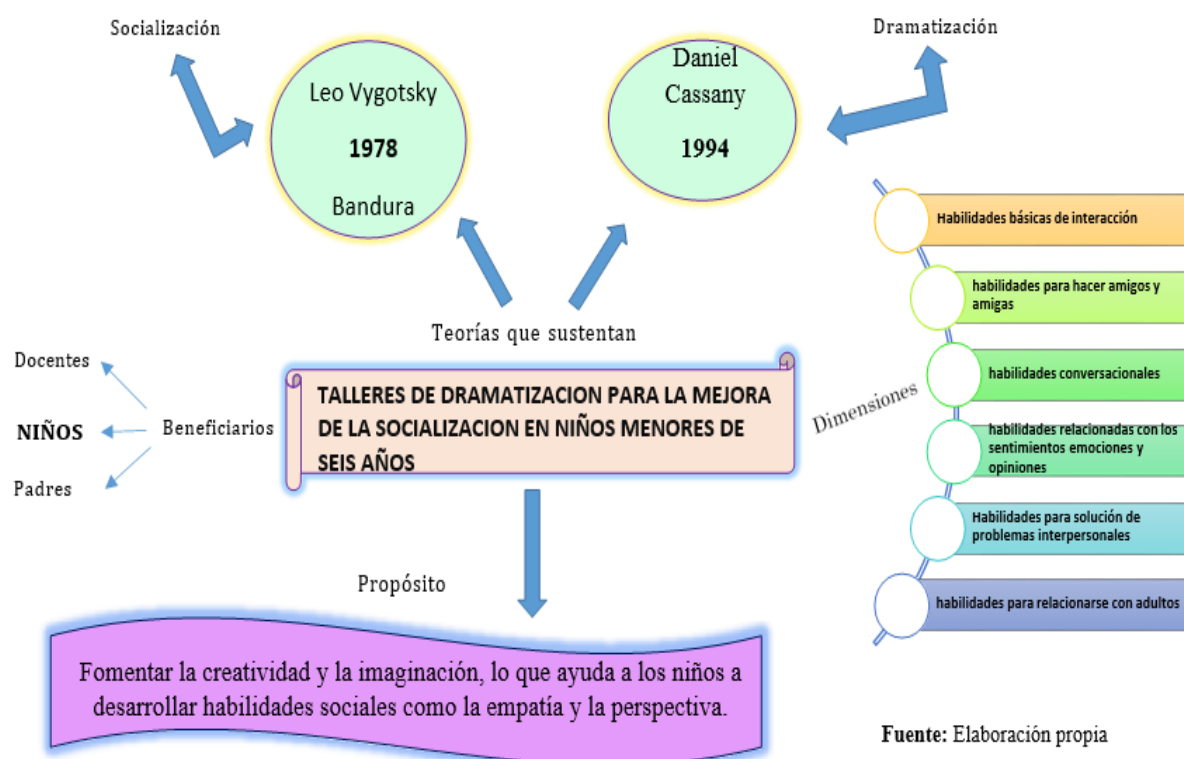 Socialización
Dramatización
Leo Vygotsky
1978
Bandura
Daniel
Cassany
1994
Teorías que sustentan
Docentes
NIÑOS
Padres
Beneficiarios
TALLERES DE DRAMATIZACION PARA LA MEJORA
DE LA SOCIALIZACION EN NIÑOS MENORES DE
SEIS AÑOS
Dimensiones
Habilidades básicas de interacción
habilidades para hacer amigos y
amigas
habilidades conversacionales
habilidades relacionadas con los
sentimientos emociones y
opiniones
Habilidades para solución de
problemas interpersonales
habilidades para relacionarse con adultos
Propósito
Fomentar la creatividad y la imaginación, lo que ayuda a los niños a
desarrollar habilidades sociales como la empatía y la perspectiva.
Fuente: Elaboración propia